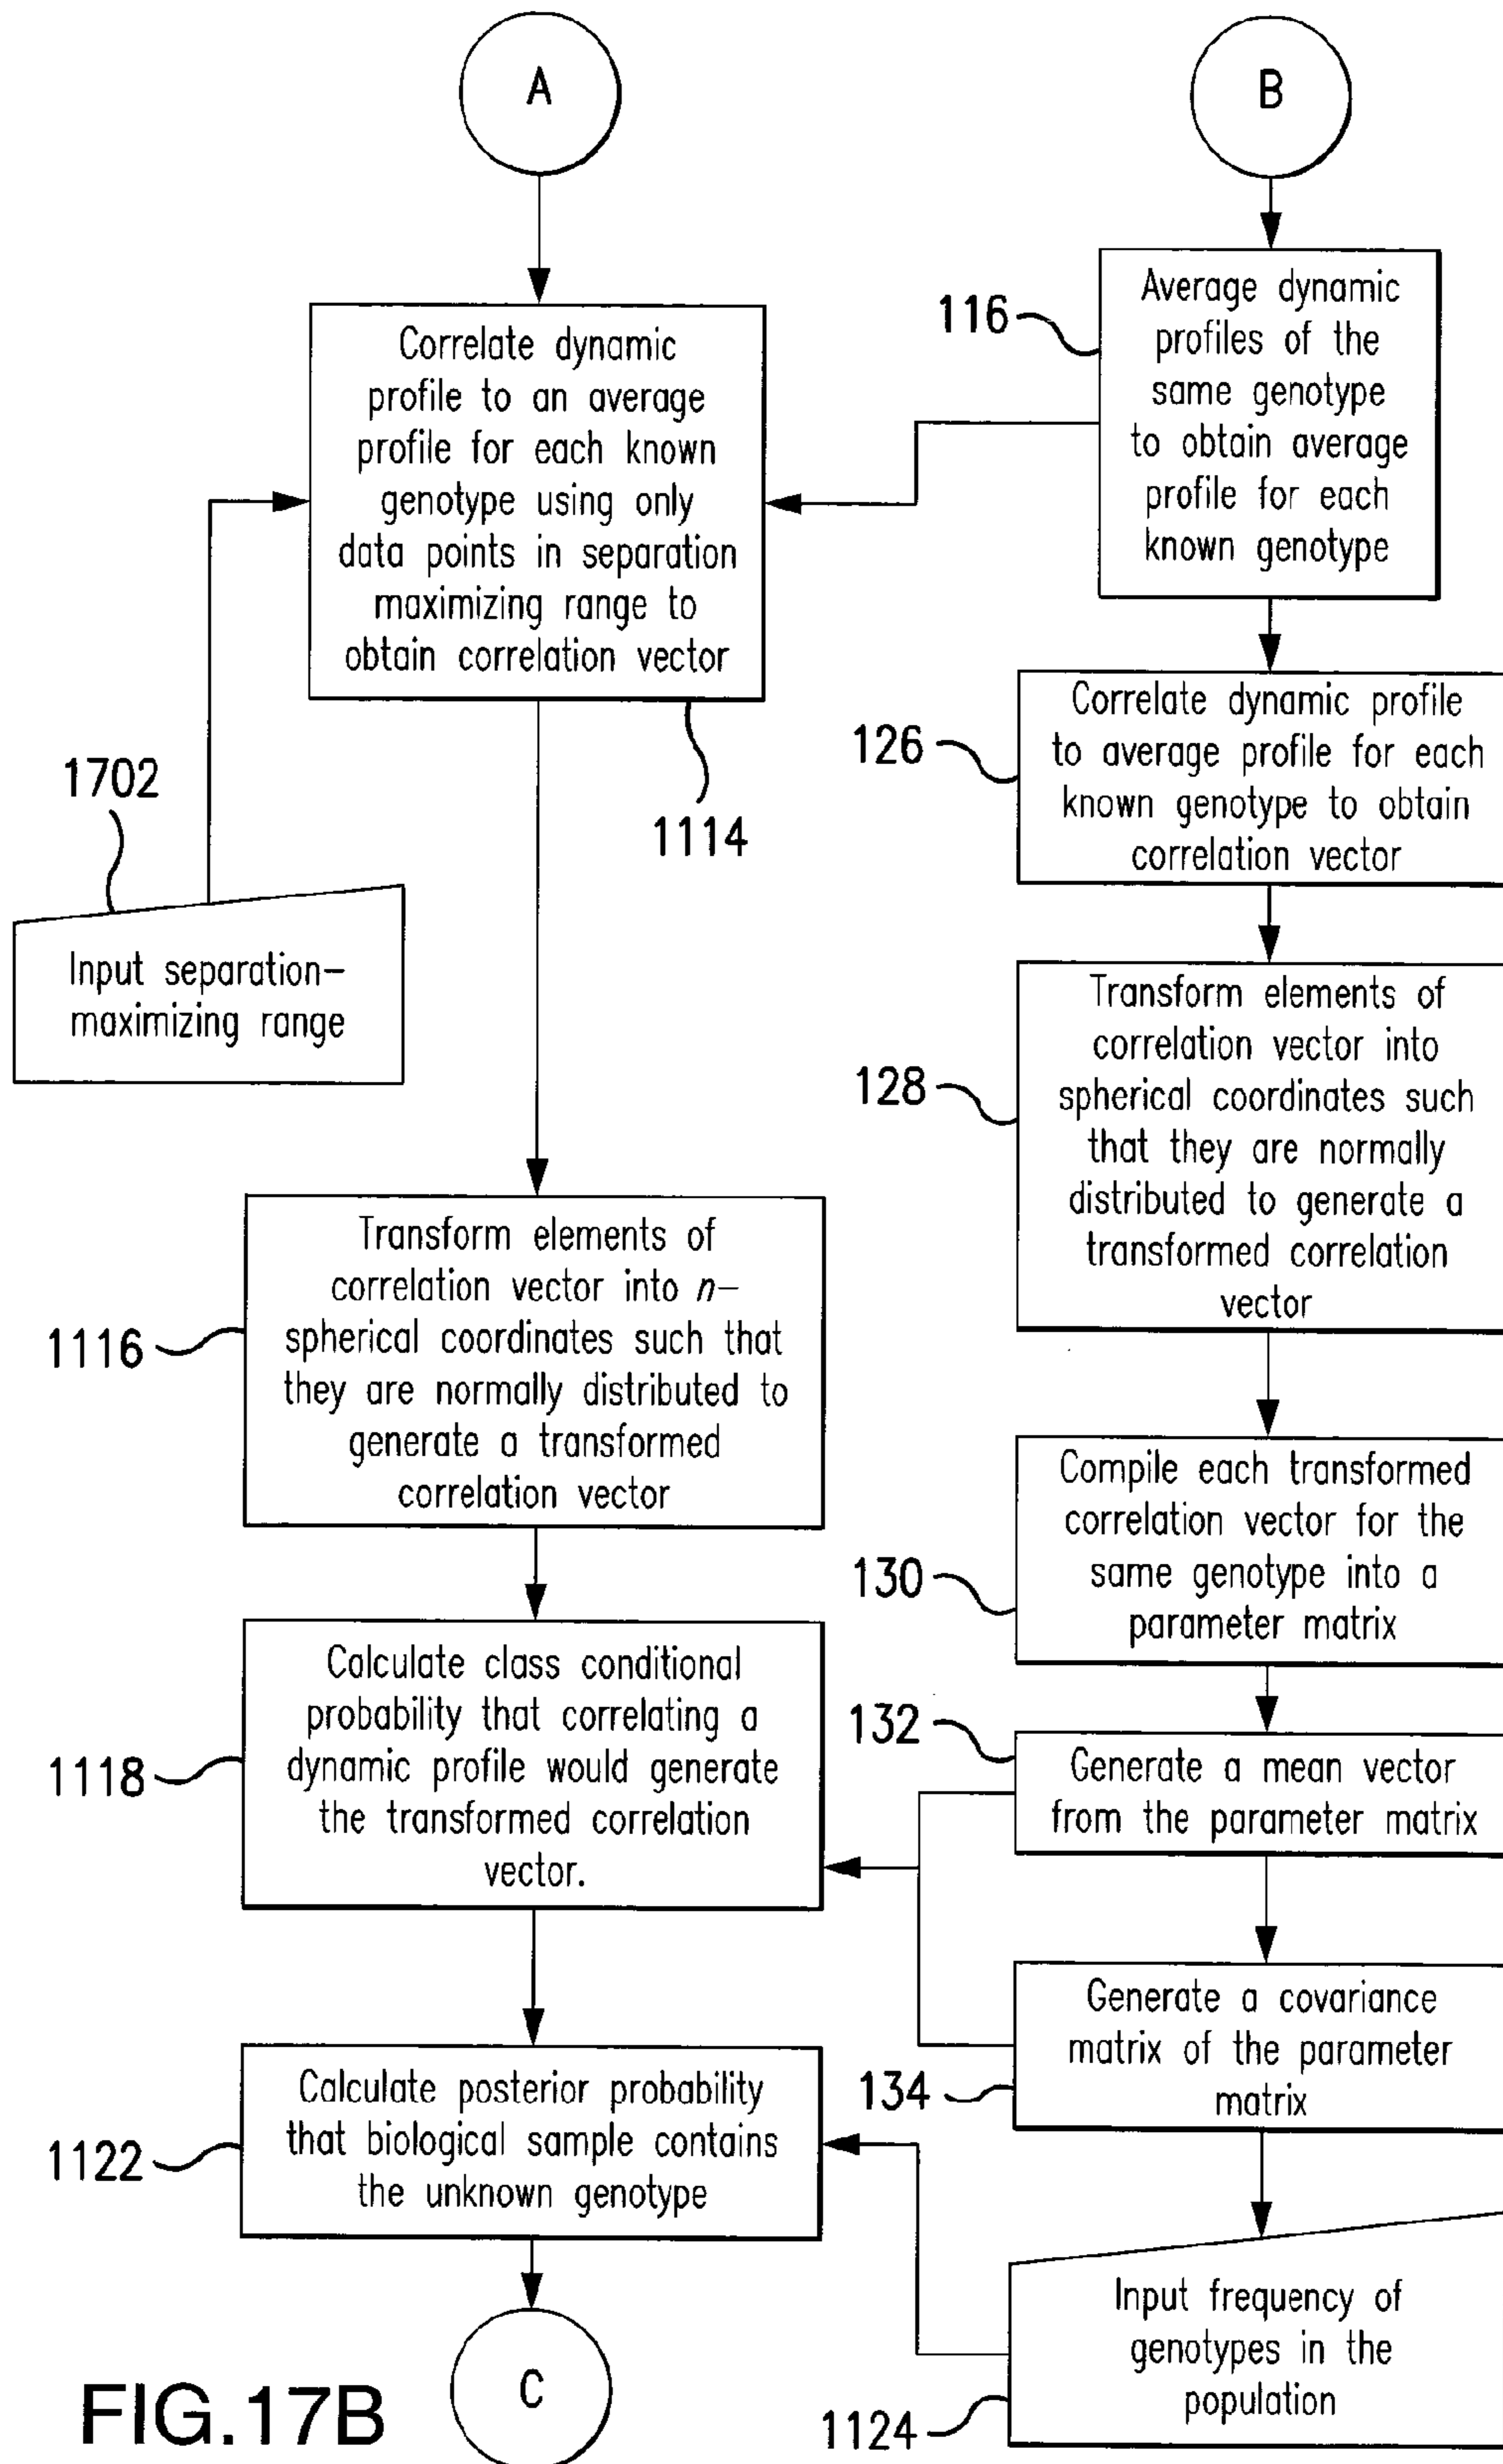 A
Correlate dynamic
profile to an average
profile for each known
genotype using only
data points in separation
maximizing range to
obtain correlation vector
1114
1702
Input separation–
maximizing range
Transform elements of
correlation vector into n–
spherical coordinates such that
they are normally distributed to
generate a transformed
correlation vector
1116
Calculate class conditional
probability that correlating a
dynamic profile would generate
the transformed correlation
vector.
1118
Calculate posterior probability
that biological sample contains
the unknown genotype
1122
C
B
Average dynamic
profiles of the
same genotype
to obtain average
profile for each
known genotype
116
Correlate dynamic profile
to average profile for each
known genotype to obtain
correlation vector
126
Transform elements of
correlation vector into
spherical coordinates such
that they are normally
distributed to generate a
transformed correlation
vector
128
Compile each transformed
correlation vector for the
same genotype into a
parameter matrix
130
Generate a mean vector
from the parameter matrix
132
Generate a covariance
matrix of the parameter
matrix
134
Input frequency of
genotypes in the
population
1124
FIG.17B